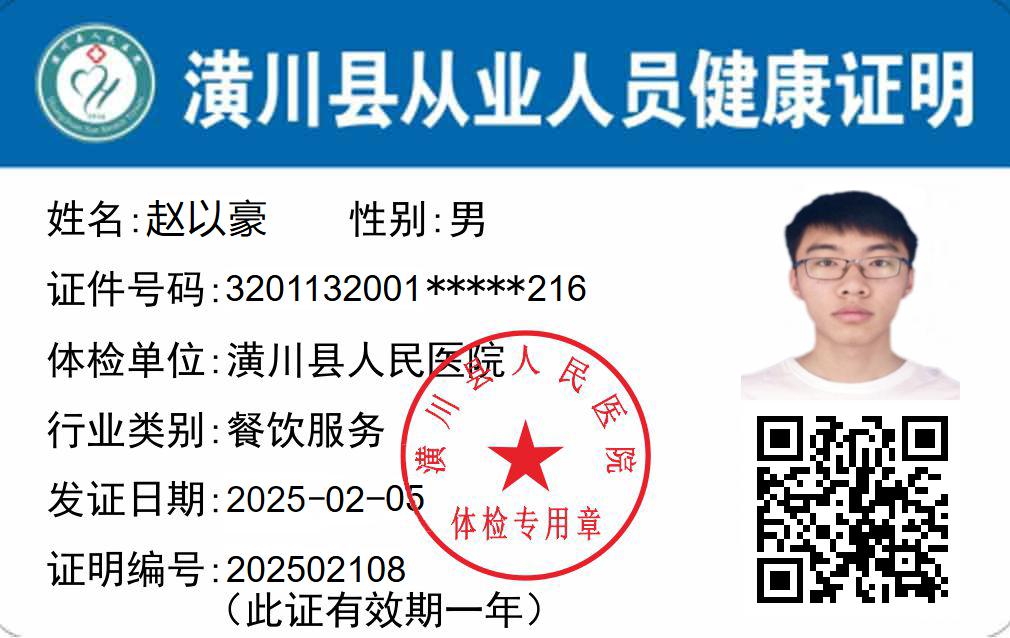 潢川县从业人员健康证明
姓名:赵以豪 性别:男
证件号码:3201132001*****216
体检单位:潢川县人民医院
行业类别:餐饮服务
发证日期:2025-02-05
证明编号:202502108
(此证有效期一年)
潢川县人民医院
体检专用章